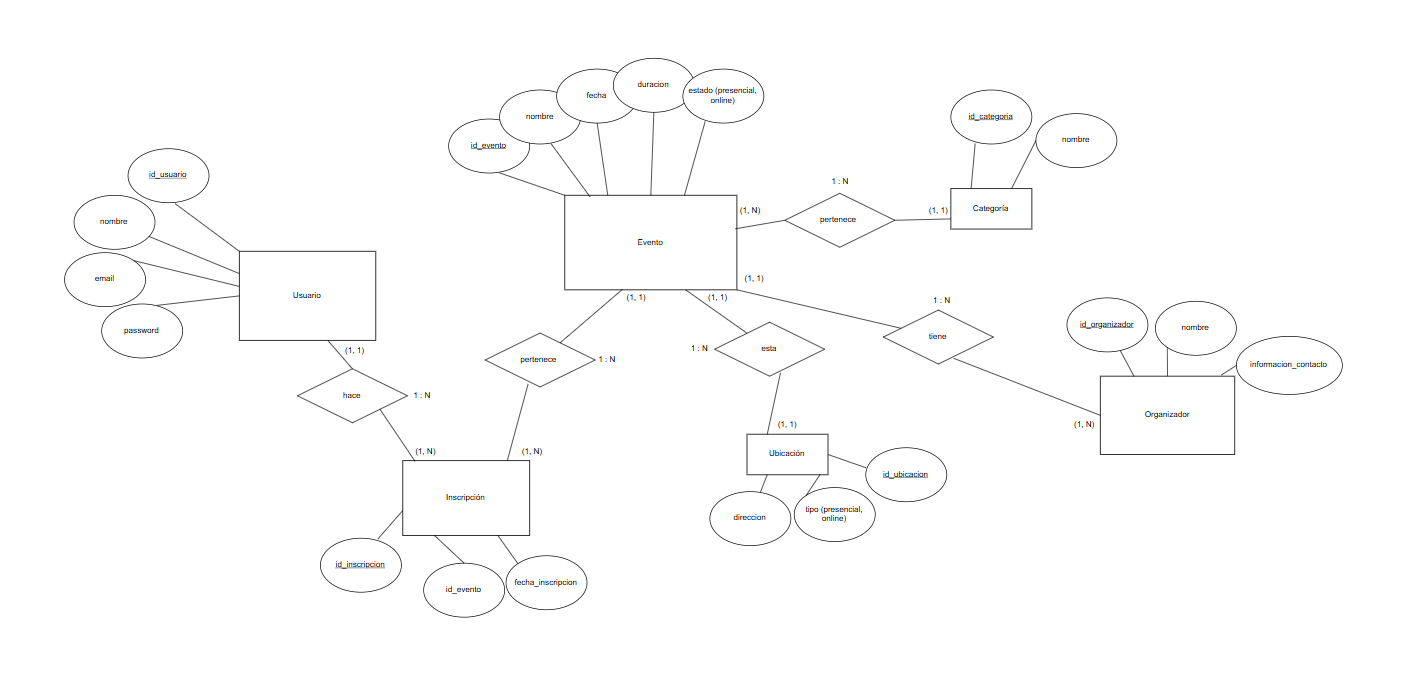 duracion
fecha
estado (presencial,
online)
nombre
id_evento
id_categoria
nombre
id_usuario
nombre
email
password
Usuario
Evento
1 : N
(1, N)
pertenece
(1, 1)
Categoría
(1, 1)
(1, 1)
(1, 1)
1 : N
tiene
id_organizador
nombre
informacion_contacto
Organizador
(1, N)
(1, 1)
hace
1 : N
pertenece
1 : N
1 : N
esta
(1, 1)
Ubicación
id_ubicacion
direccion
tipo (presencial,
online)
(1, N)
(1, N)
Inscripción
id_inscripcion
id_evento
fecha_inscripcion